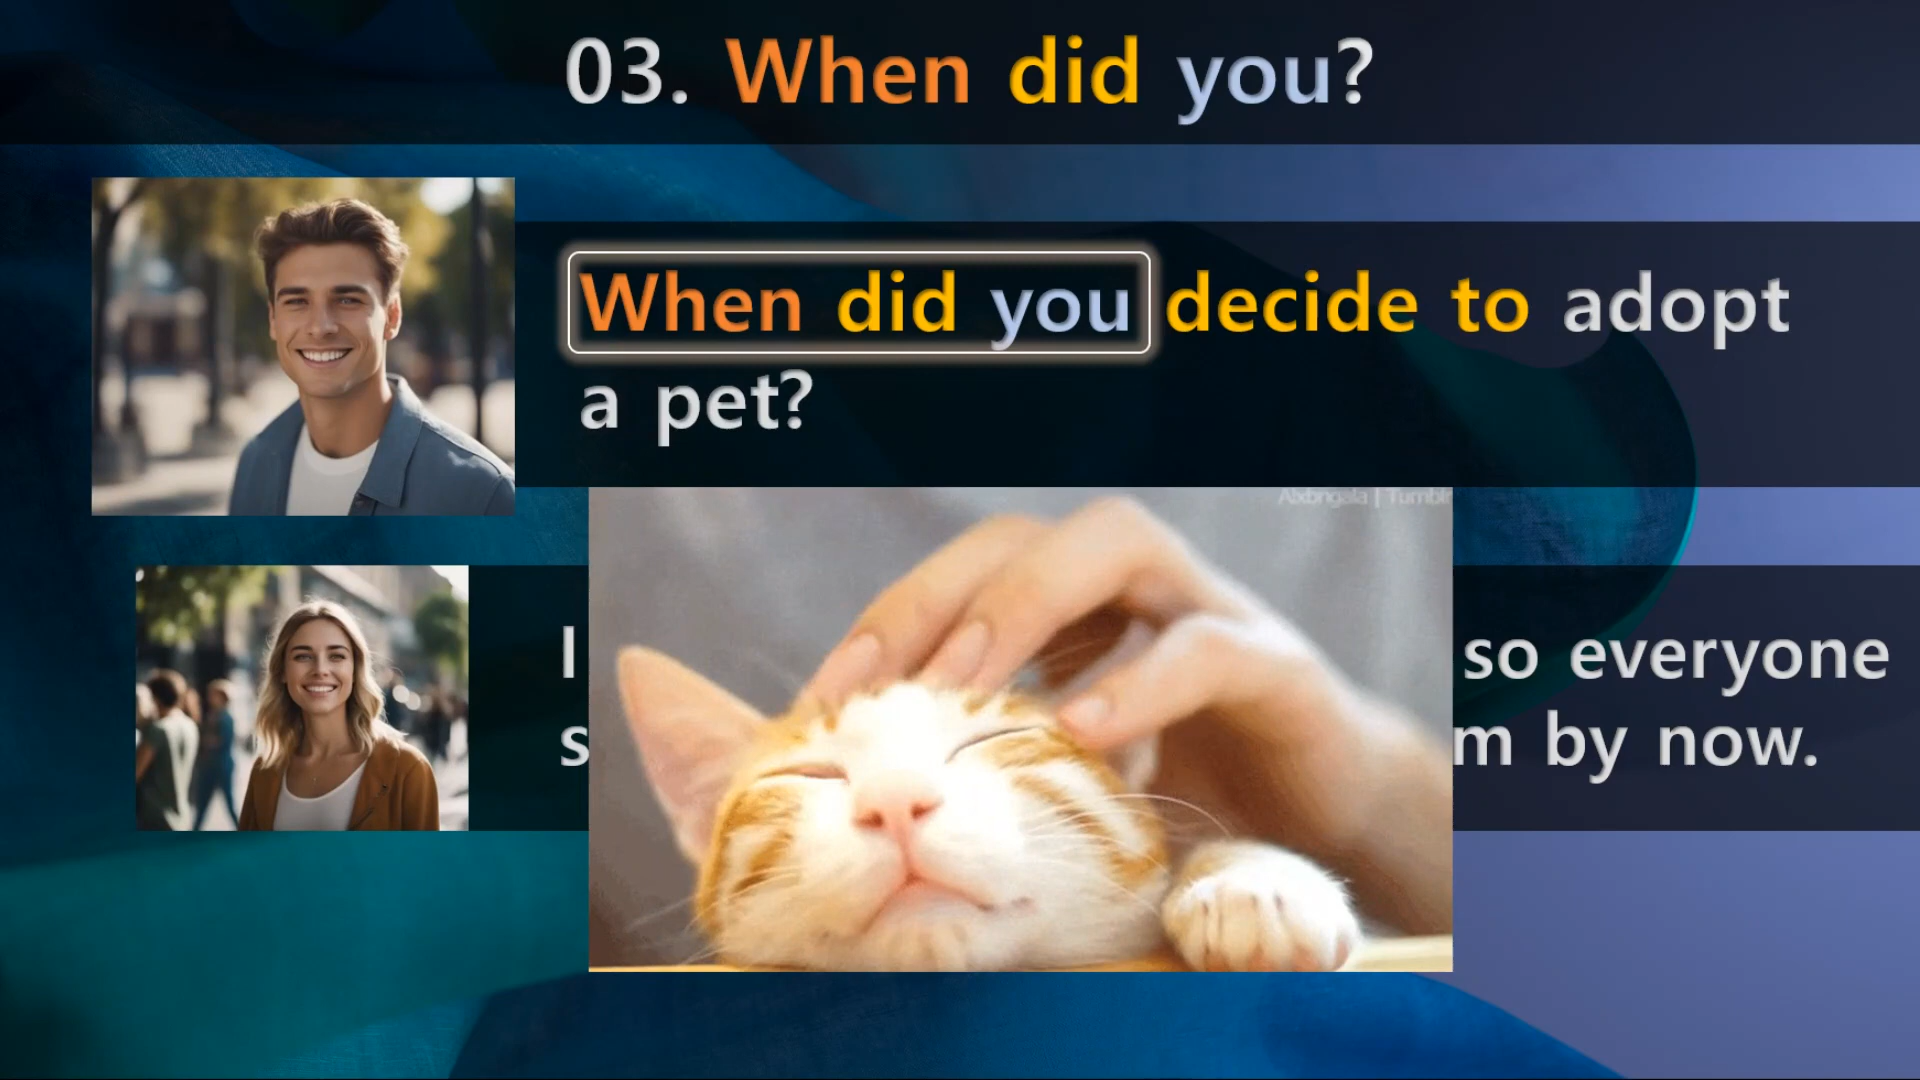 03. When did you?
When did you decide to adopt
a pet?
I so everyone
by now.